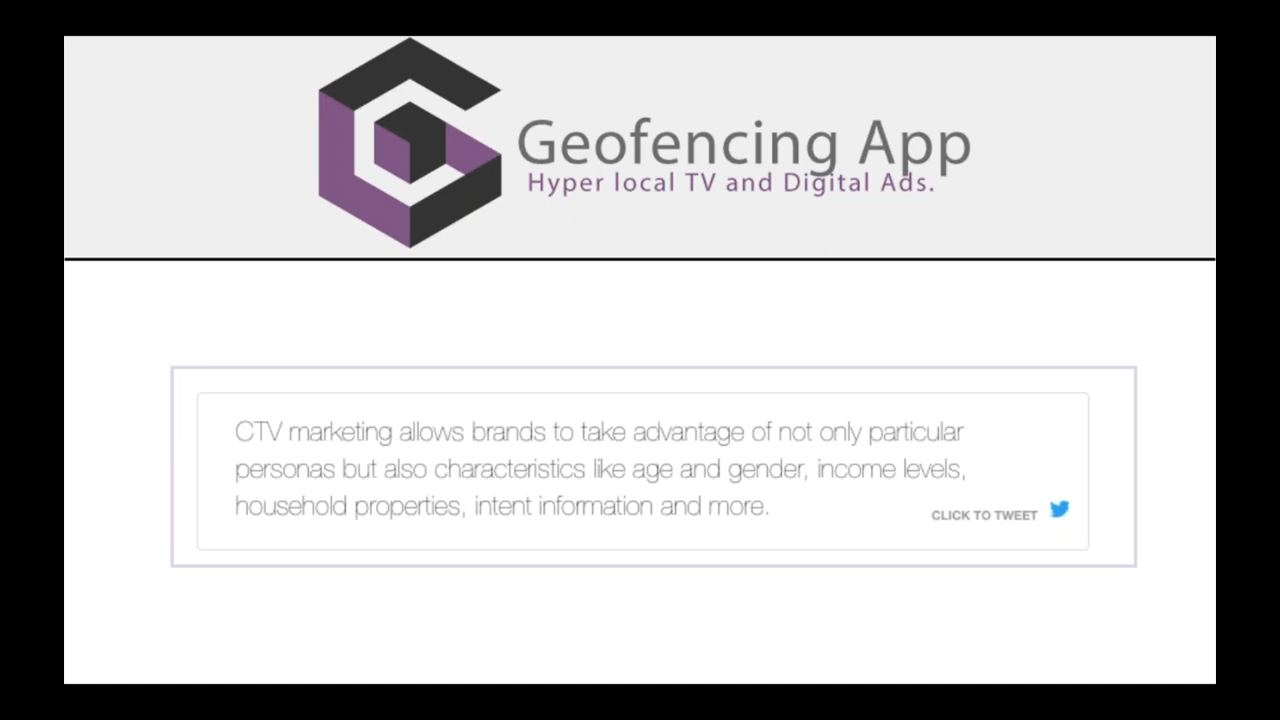 Geofencing App
Hyper local TV and Digital Ads.
CTV marketing allows brands to take advantage of not only particular
personas but also characteristics like age and gender, income levels,
household properties, intent information and more.
CLICK TO TWEET